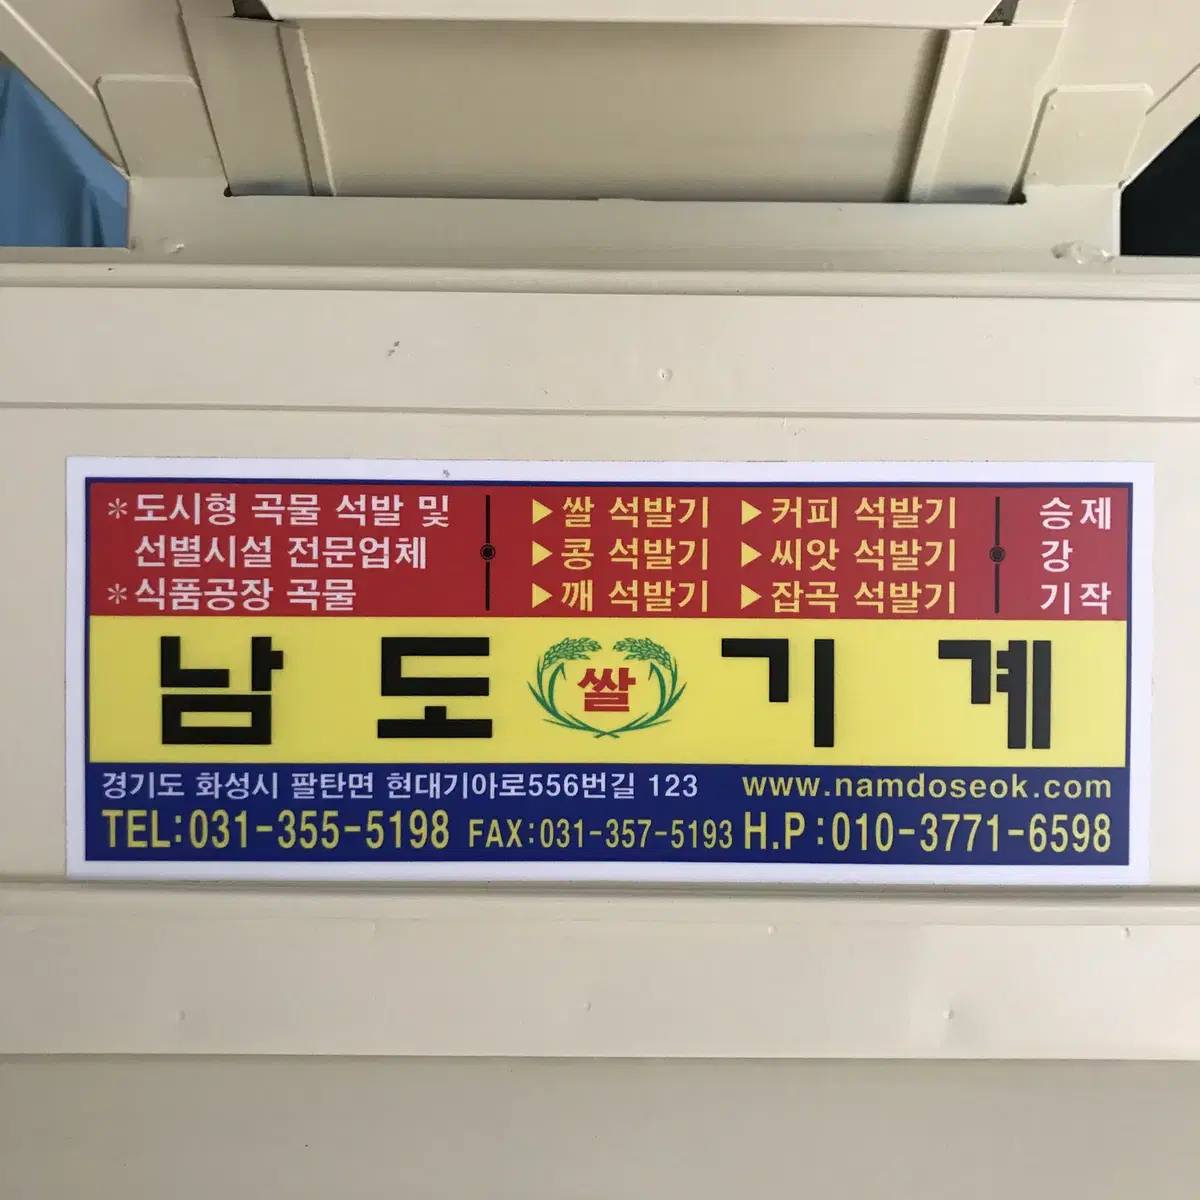 *도시형 곡물 석발 및
선별시설 전문업체
*식품공장 곡물
▶쌀 석발기 ▶커피 석발기
▶콩 석발기 ▶씨앗 석발기
▶깨 석발기 ▶잡곡 석발기
승제
강
기작
남도 쌀 기계
경기도 화성시 팔탄면 현대기아로556번길 123 www.namdoseok.com
TEL:031-355-5198 FAX:031-357-5193 H.P:010-3771-6598